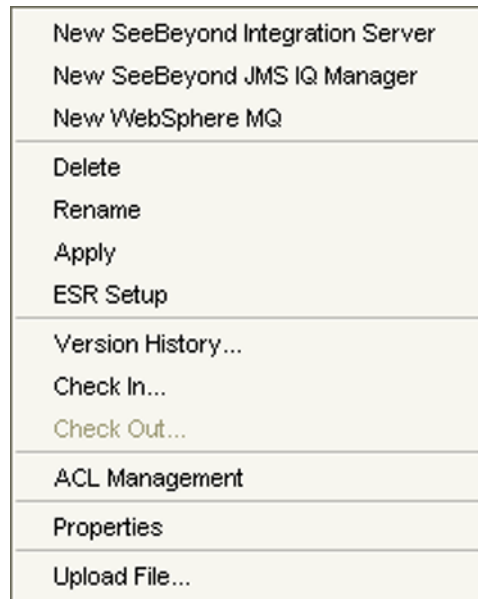 New SeeBeyond Integration Server
New SeeBeyond JMS IQ Manager
New WebSphere MQ
Delete
Rename
Apply
ESR Setup
Version History...
Check In...
Check Out...
ACL Management
Properties
Upload File...